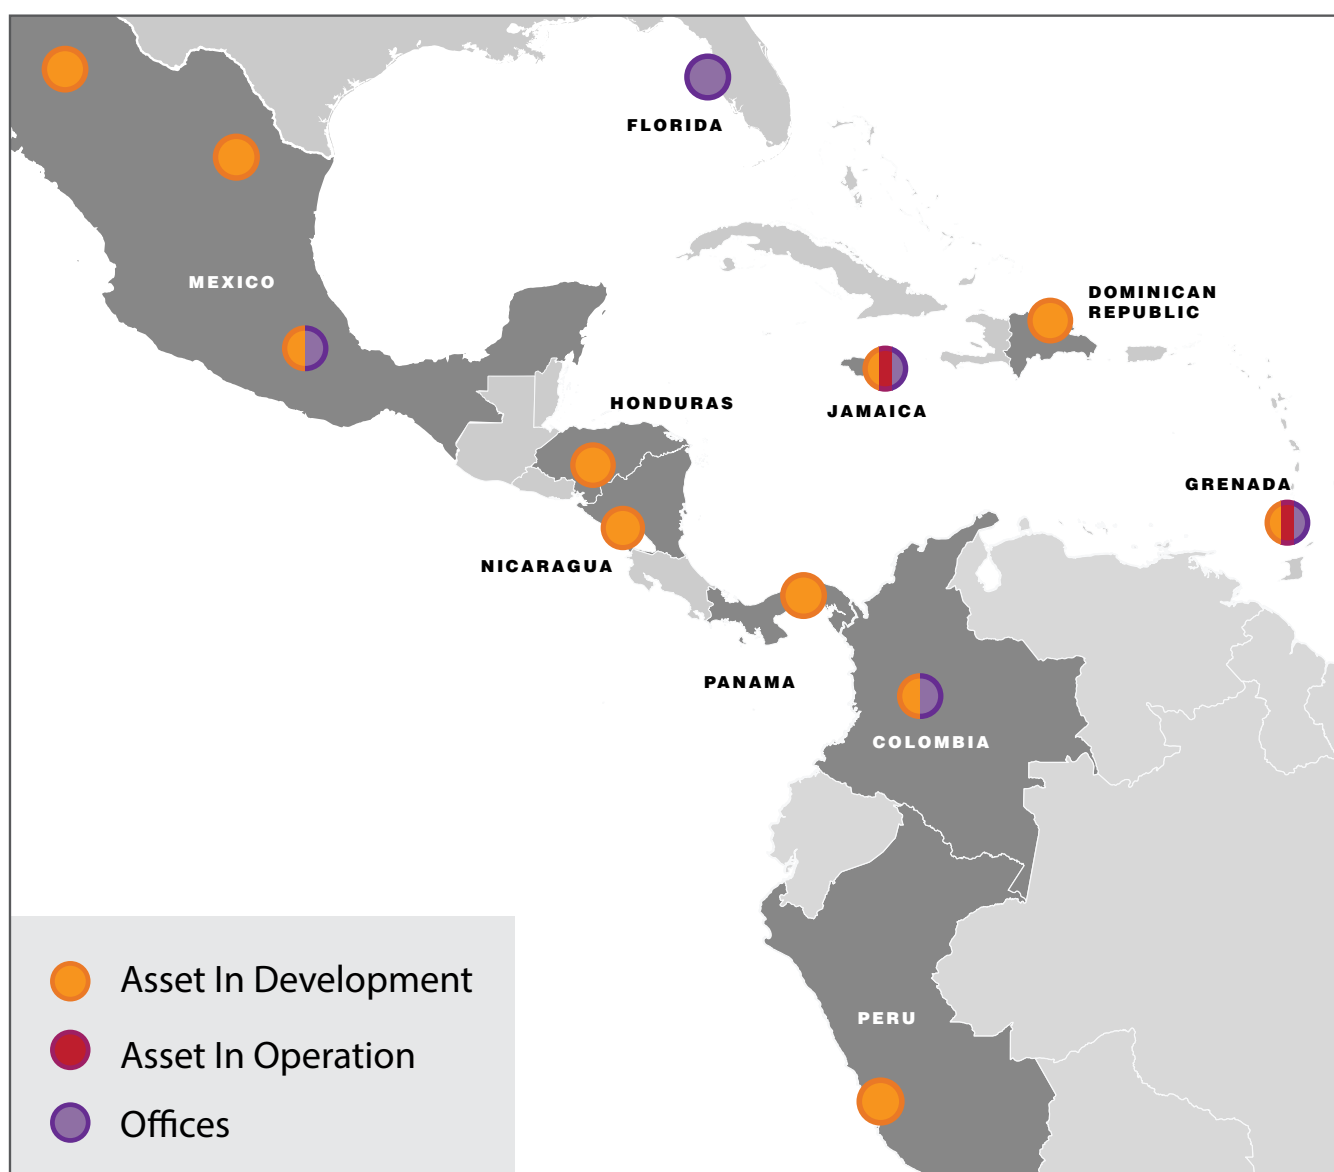 FLORIDA
MEXICO
DOMINICAN
REPUBLIC
HONDURAS
JAMAICA
GRENADA
NICARAGUA
PANAMA
COLOMBIA
PERU
Asset In Development
Asset In Operation
Offices